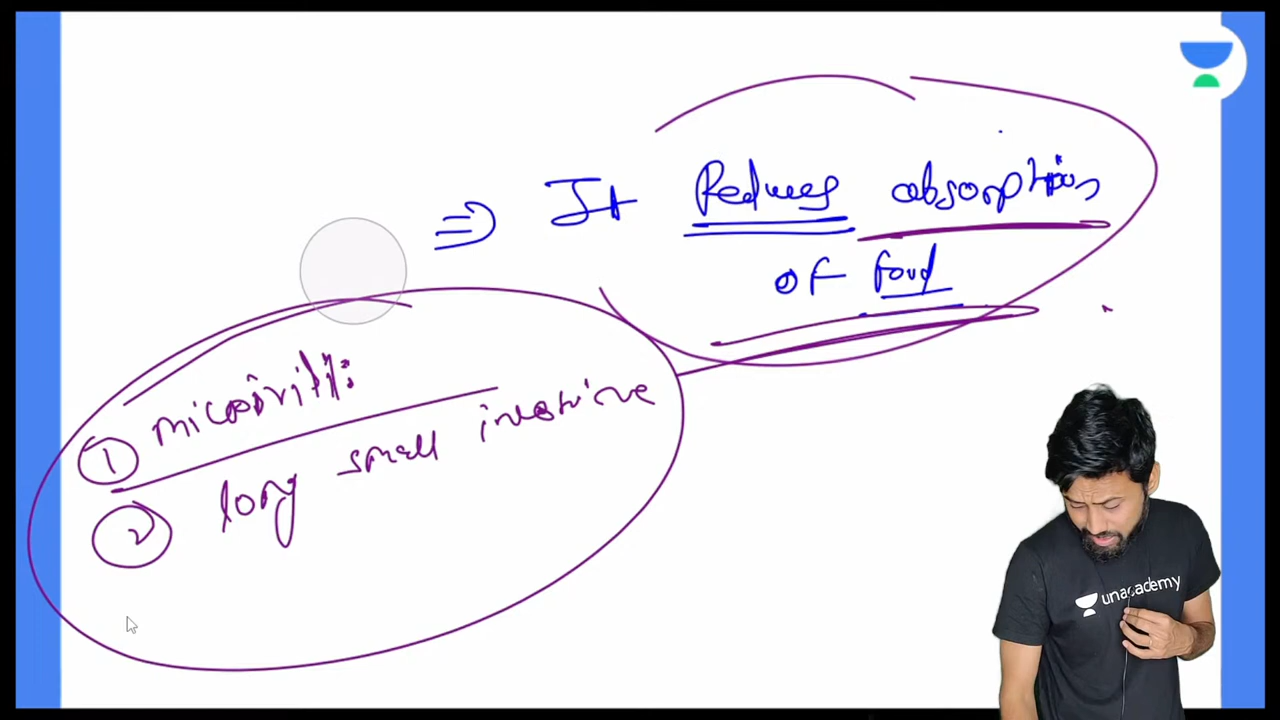 ⇒ It Reduces absorption
of food
① microvilli:
② long small intestine
unacademy